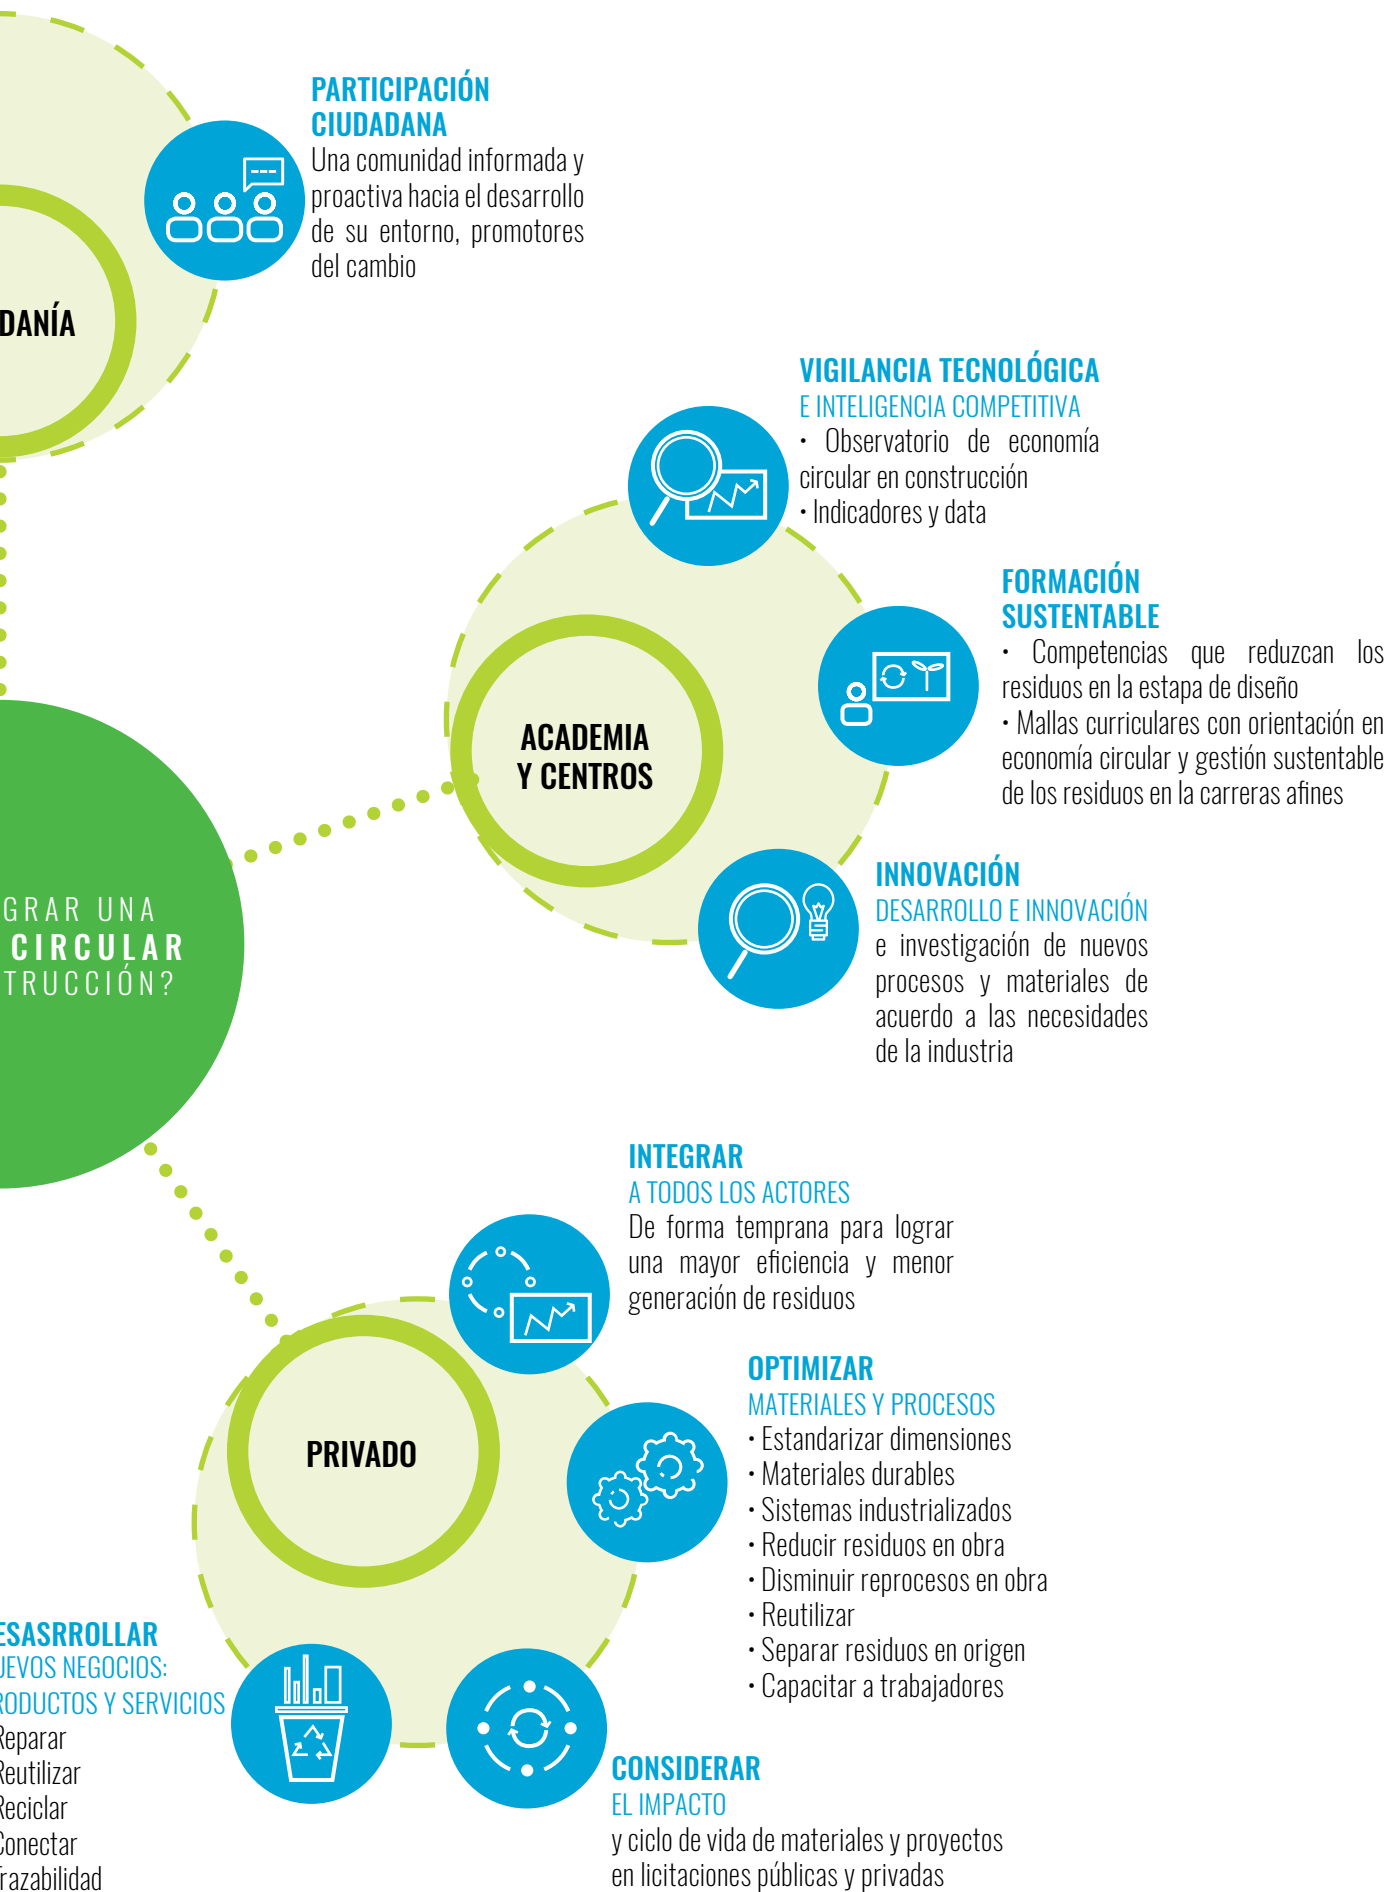 PARTICIPACIÓN
CIUDADANA
Una comunidad informada y
proactiva hacia el desarrollo
de su entorno, promotores
del cambio
DANÍA
VIGILANCIA TECNOLÓGICA
E INTELIGENCIA COMPETITIVA
• Observatorio de economía
circular en construcción
• Indicadores y data
FORMACIÓN
SUSTENTABLE
• Competencias que reduzcan los
residuos en la estapa de diseño
• Mallas curriculares con orientación en
economía circular y gestión sustentable
de los residuos en la carreras afines
ACADEMIA
Y CENTROS
INNOVACIÓN
DESARROLLO E INNOVACIÓN
e investigación de nuevos
procesos y materiales de
acuerdo a las necesidades
de la industria
GRAR UNA
CIRCULAR
TRUCCIÓN?
INTEGRAR
A TODOS LOS ACTORES
De forma temprana para lograr
una mayor eficiencia y menor
generación de residuos
PRIVADO
OPTIMIZAR
MATERIALES Y PROCESOS
• Estandarizar dimensiones
• Materiales durables
• Sistemas industrializados
• Reducir residuos en obra
• Disminuir reprocesos en obra
• Reutilizar
• Separar residuos en origen
• Capacitar a trabajadores
ESASRROLLAR
UEVOS NEGOCIOS:
RODUCTOS Y SERVICIOS
Reparar
Reutilizar
Reciclar
Conectar
Trazabilidad
CONSIDERAR
EL IMPACTO
y ciclo de vida de materiales y proyectos
en licitaciones públicas y privadas